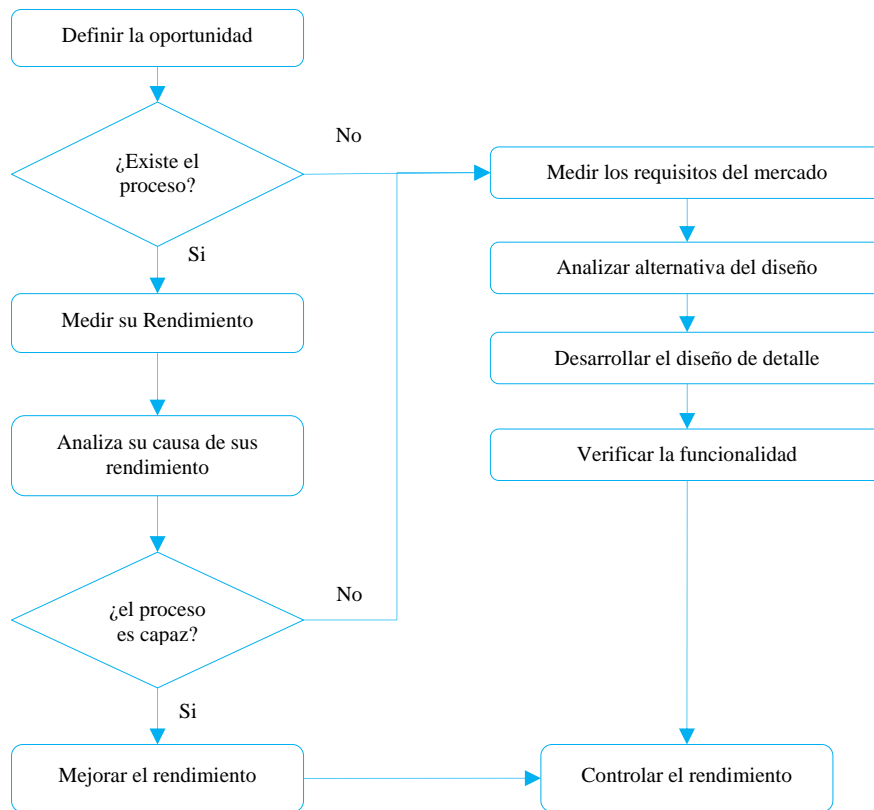 Definir la oportunidad
¿Existe el
proceso?
No
Si
Medir su Rendimiento
Analiza su causa de sus
rendimiento
¿el proceso
es capaz?
No
Si
Mejorar el rendimiento
Medir los requisitos del mercado
Analizar alternativa del diseño
Desarrollar el diseño de detalle
Verificar la funcionalidad
Controlar el rendimiento